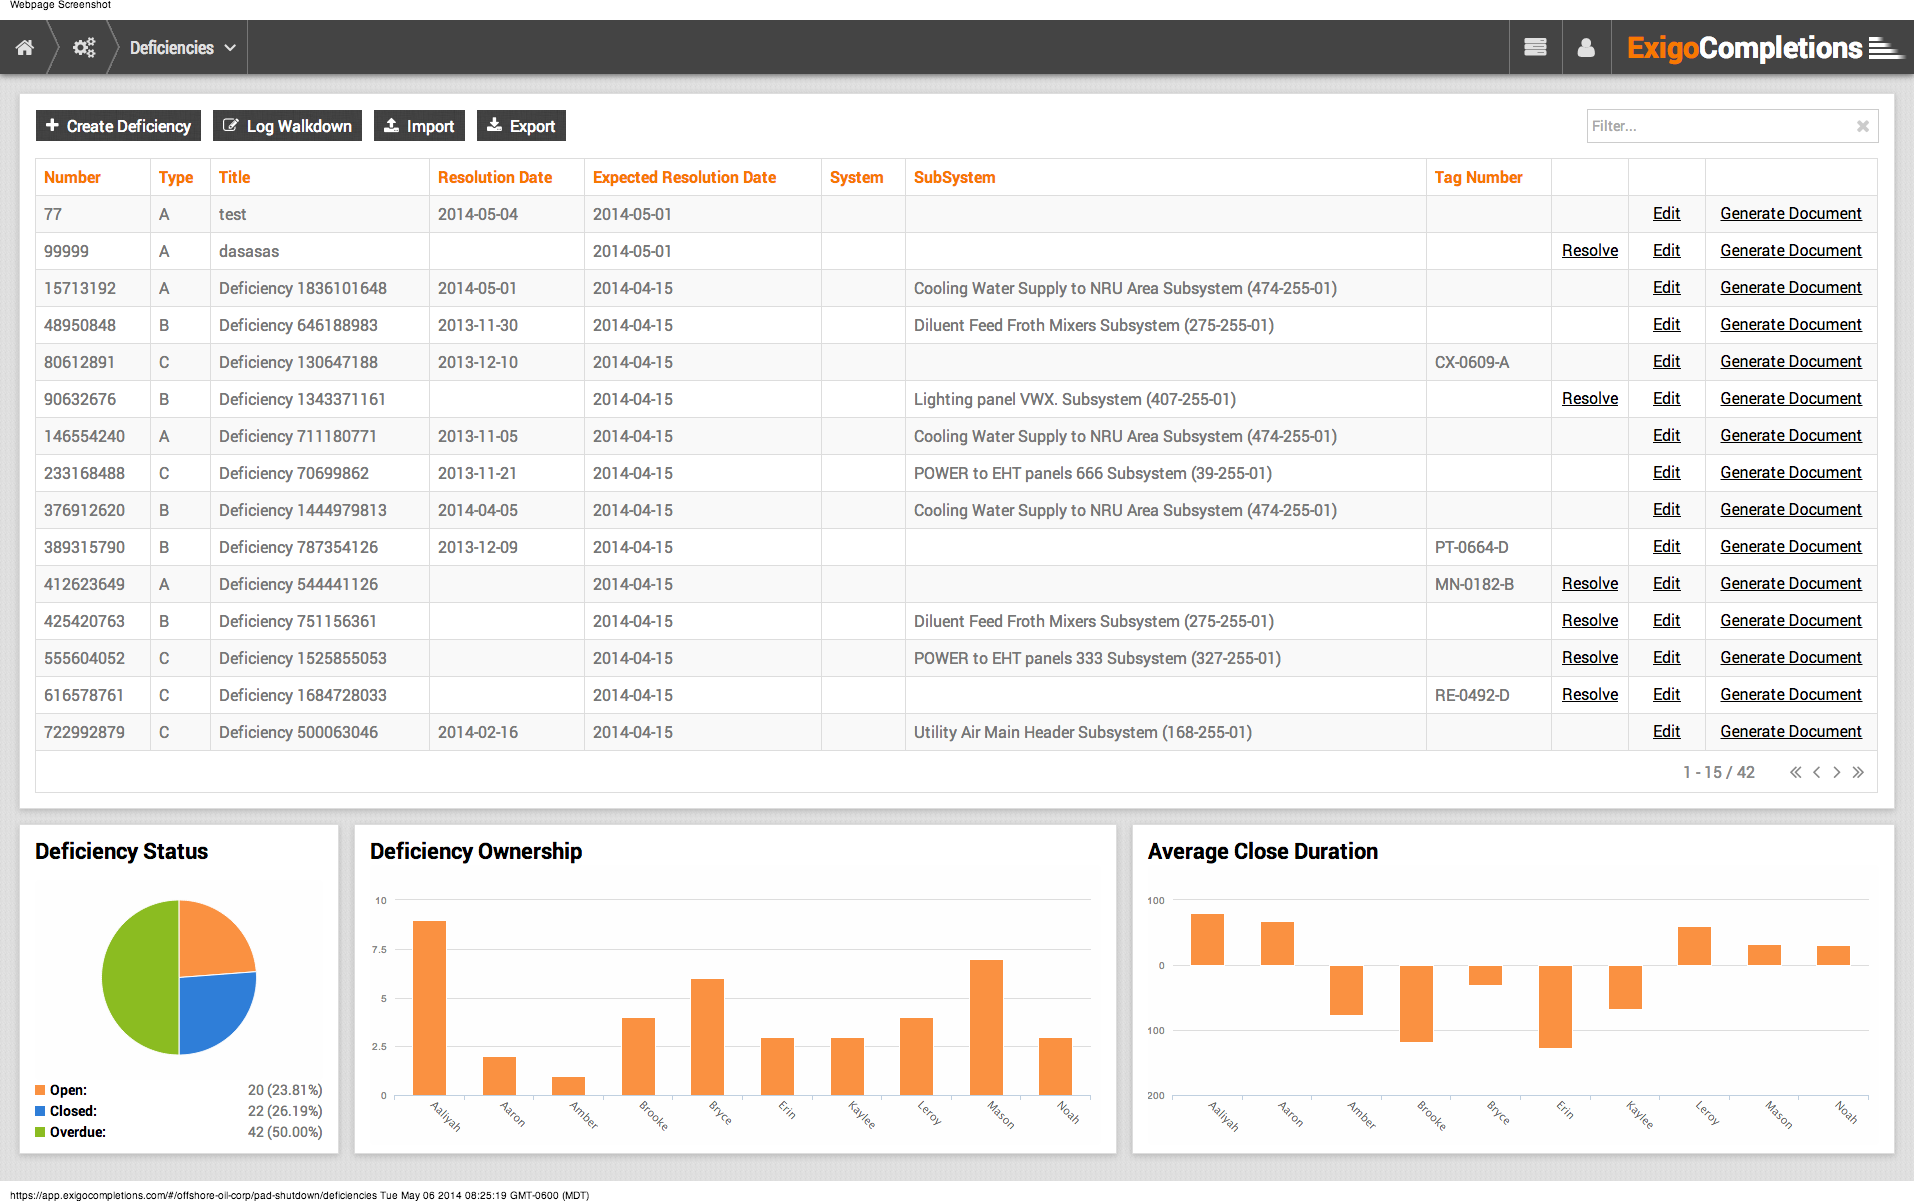 Webpage Screenshot
Deficiencies
ExigoCompletions
Create Deficiency Log Walkdown Import Export Filter...
Number Type Title Resolution Date Expected Resolution Date System SubSystem Tag Number
77 A test 2014-05-04 2014-05-01 Edit Generate Document
99999 A dasasas 2014-05-01 Resolve Edit Generate Document
15713192 A Deficiency 1836101648 2014-05-01 2014-04-15 Cooling Water Supply to NRU Area Subsystem (474-255-01) Edit Generate Document
48950848 B Deficiency 646188983 2013-11-30 2014-04-15 Diluent Feed Froth Mixers Subsystem (275-255-01) Edit Generate Document
80612891 C Deficiency 130647188 2013-12-10 2014-04-15 CX-0609-A Edit Generate Document
90632676 B Deficiency 1343371161 2014-04-15 Lighting panel VWX. Subsystem (407-255-01) Resolve Edit Generate Document
146554240 A Deficiency 711180771 2013-11-05 2014-04-15 Cooling Water Supply to NRU Area Subsystem (474-255-01) Edit Generate Document
233168488 C Deficiency 70699862 2013-11-21 2014-04-15 POWER to EHT panels 666 Subsystem (39-255-01) Edit Generate Document
376912620 B Deficiency 1444979813 2014-04-05 2014-04-15 Cooling Water Supply to NRU Area Subsystem (474-255-01) Edit Generate Document
389315790 B Deficiency 787354126 2013-12-09 2014-04-15 PT-0664-D Edit Generate Document
412623649 A Deficiency 544441126 2014-04-15 MN-0182-B Resolve Edit Generate Document
425420763 B Deficiency 751156361 2014-04-15 Diluent Feed Froth Mixers Subsystem (275-255-01) Resolve Edit Generate Document
555604052 C Deficiency 1525855053 2014-04-15 POWER to EHT panels 333 Subsystem (327-255-01) Resolve Edit Generate Document
616578761 C Deficiency 1684728033 2014-04-15 RE-0492-D Resolve Edit Generate Document
722992879 C Deficiency 500063046 2014-02-16 2014-04-15 Utility Air Main Header Subsystem (168-255-01) Edit Generate Document
1 - 15 / 42
Deficiency Status
Open: 20 (23.81%)
Closed: 22 (26.19%)
Overdue: 42 (50.00%)
Deficiency Ownership
10
7.5
5
2.5
0
Aaliyah Aaron Amber Brooke Bryce Erin Kaylee Leroy Mason Noah
Average Close Duration
100
0
100
200
Aaliyah Aaron Amber Brooke Bryce Erin Kaylee Leroy Mason Noah
https://app.exigocompletions.com/#/offshore-oil-corp/pad-shutdown/deficiencies Tue May 06 2014 08:25:19 GMT-0600 (MDT)